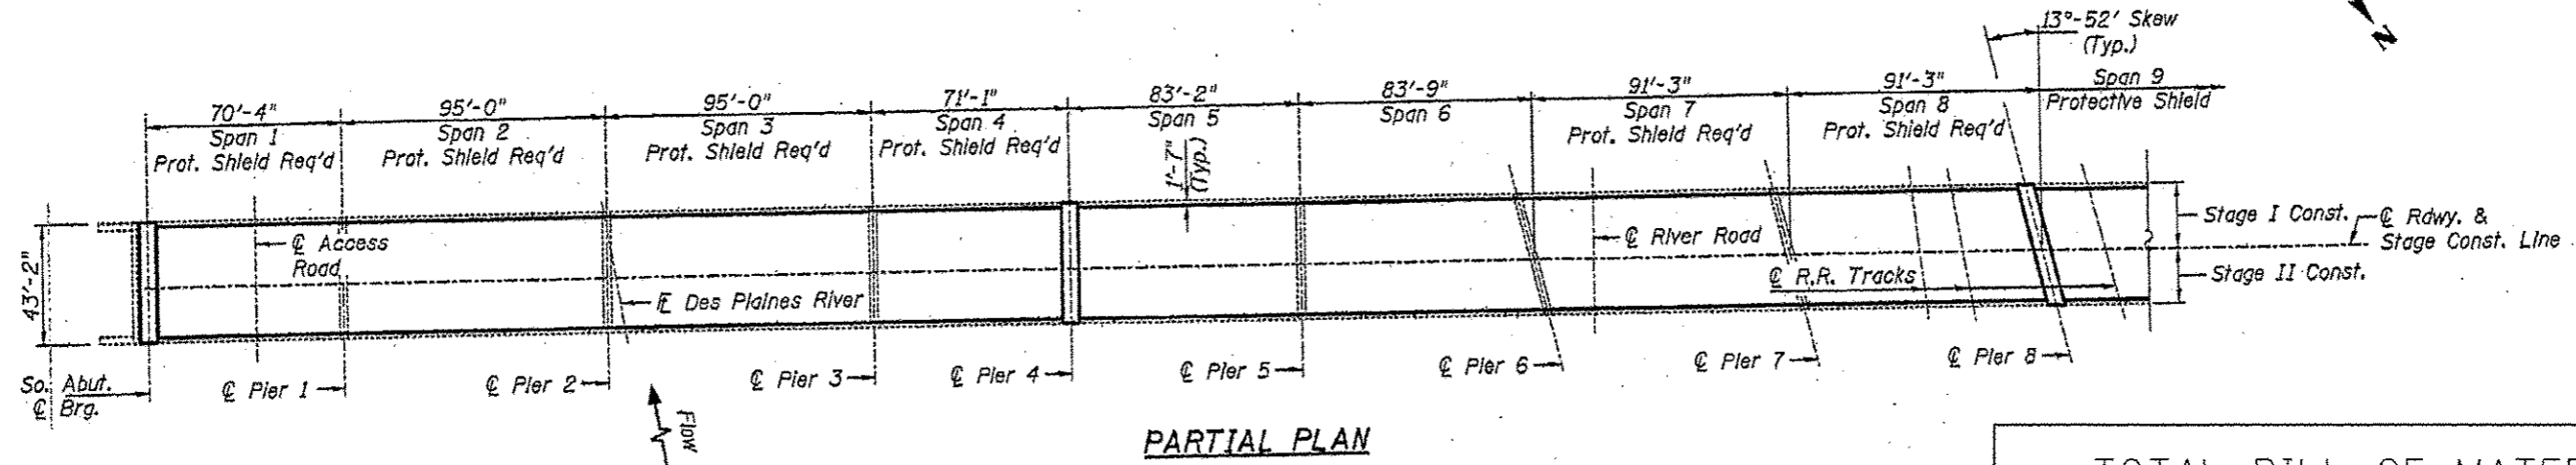 13°-52' Skew
(Typ.)
N
70'-4"
Span 1
Prot. Shield Req'd
95'-0"
Span 2
Prot. Shield Req'd
95'-0"
Span 3
Prot. Shield Req'd
71'-1"
Span 4
Prot. Shield Req'd
83'-2"
Span 5
83'-9"
Span 6
91'-3"
Span 7
Prot. Shield Req'd
91'-3"
Span 8
Prot. Shield Req'd
Span 9
Protective Shield
1'-7"
(Typ.)
43'-2"
℄ Access
Road
℄ River Road
Stage I Const.
℄ Rdwy. &
Stage Const. Line
Stage II Const.
℄ R.R. Tracks
℄ Des Plaines River
So. Abut.
℄ Brg.
℄ Pier 1
℄ Pier 2
℄ Pier 3
℄ Pier 4
℄ Pier 5
℄ Pier 6
℄ Pier 7
℄ Pier 8
Flow
PARTIAL PLAN
TOTAL BILL OF MATER